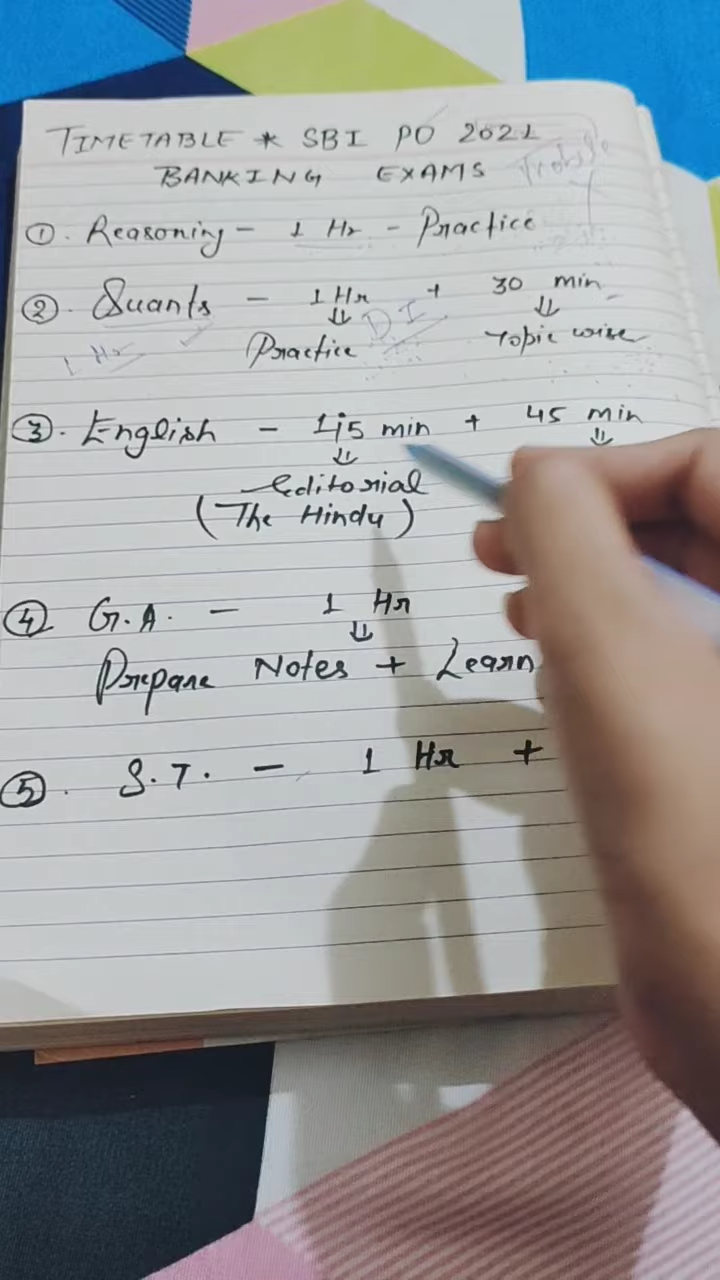 TIMETABLE * SBI PO 2021
BANKING EXAMS
①. Reasoning - 1 Hr - Practice
②. Quants - 1 Hr + 30 min
⇓ ⇓
Practice Topic wise
③. English - 15 min + 45 min
⇓ ⇓
Editorial
(The Hindu)
④ G.A. - 1 Hr
⇓
Prepare Notes + Learn
⑤. S.T. - 1 Hr +